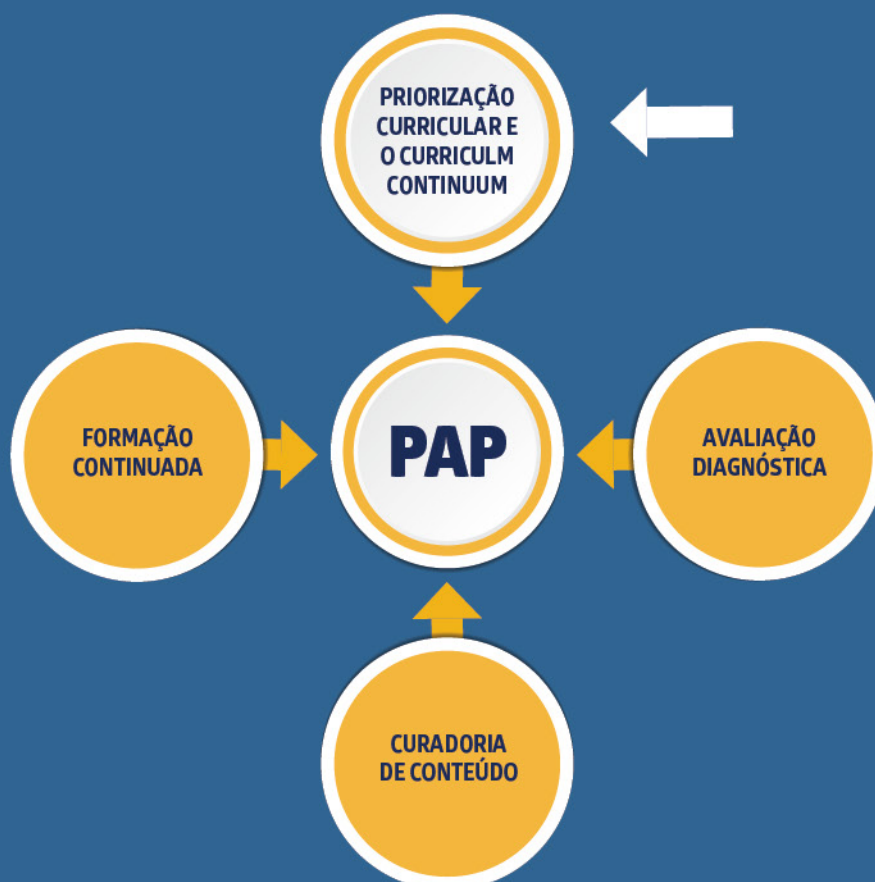 PRIORIZAÇÃO
CURRICULAR E
O CURRICULM
CONTINUUM
FORMAÇÃO
CONTINUADA
PAP
AVALIAÇÃO
DIAGNÓSTICA
CURADORIA
DE CONTEÚDO